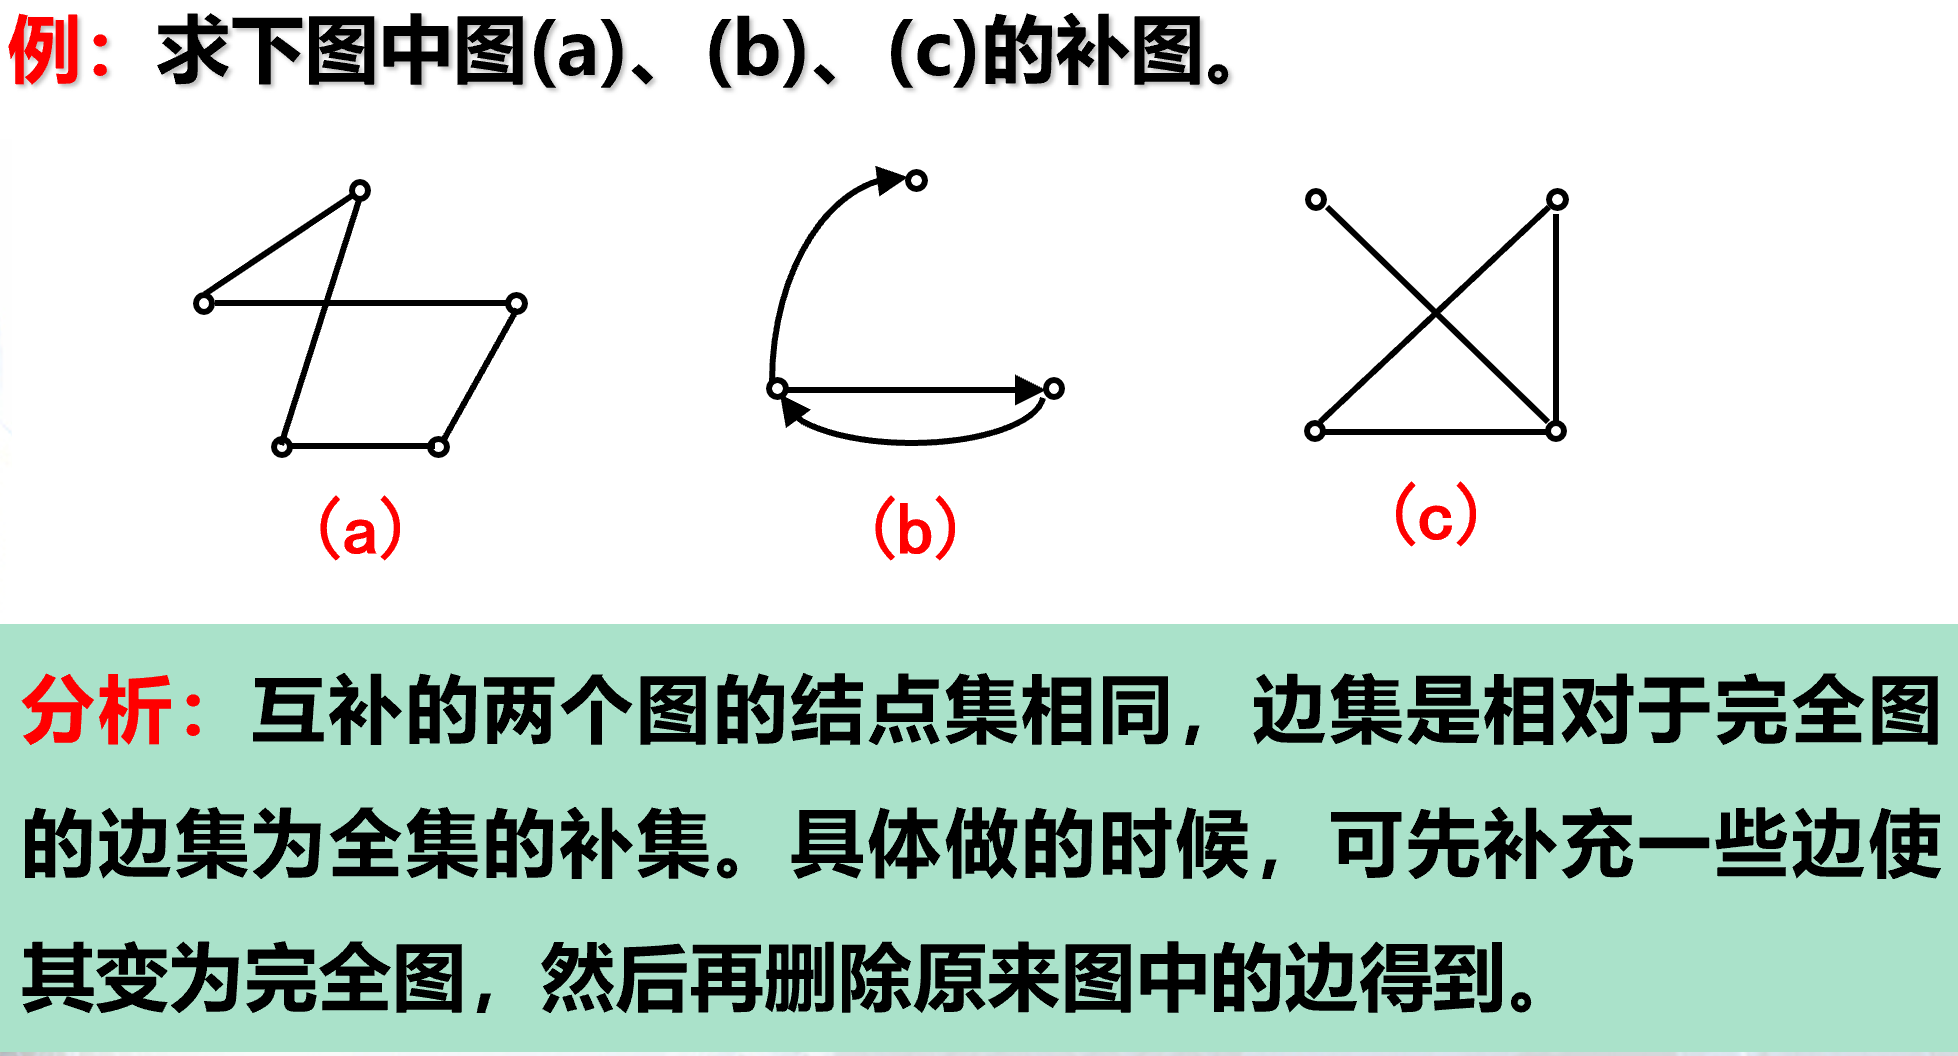 例：求下图中图(a)、(b)、(c)的补图。
(a)
(b)
(c)
分析：互补的两个图的结点集相同，边集是相对于完全图
的边集为全集的补集。具体做的时候，可先补充一些边使
其变为完全图，然后再删除原来图中的边得到。